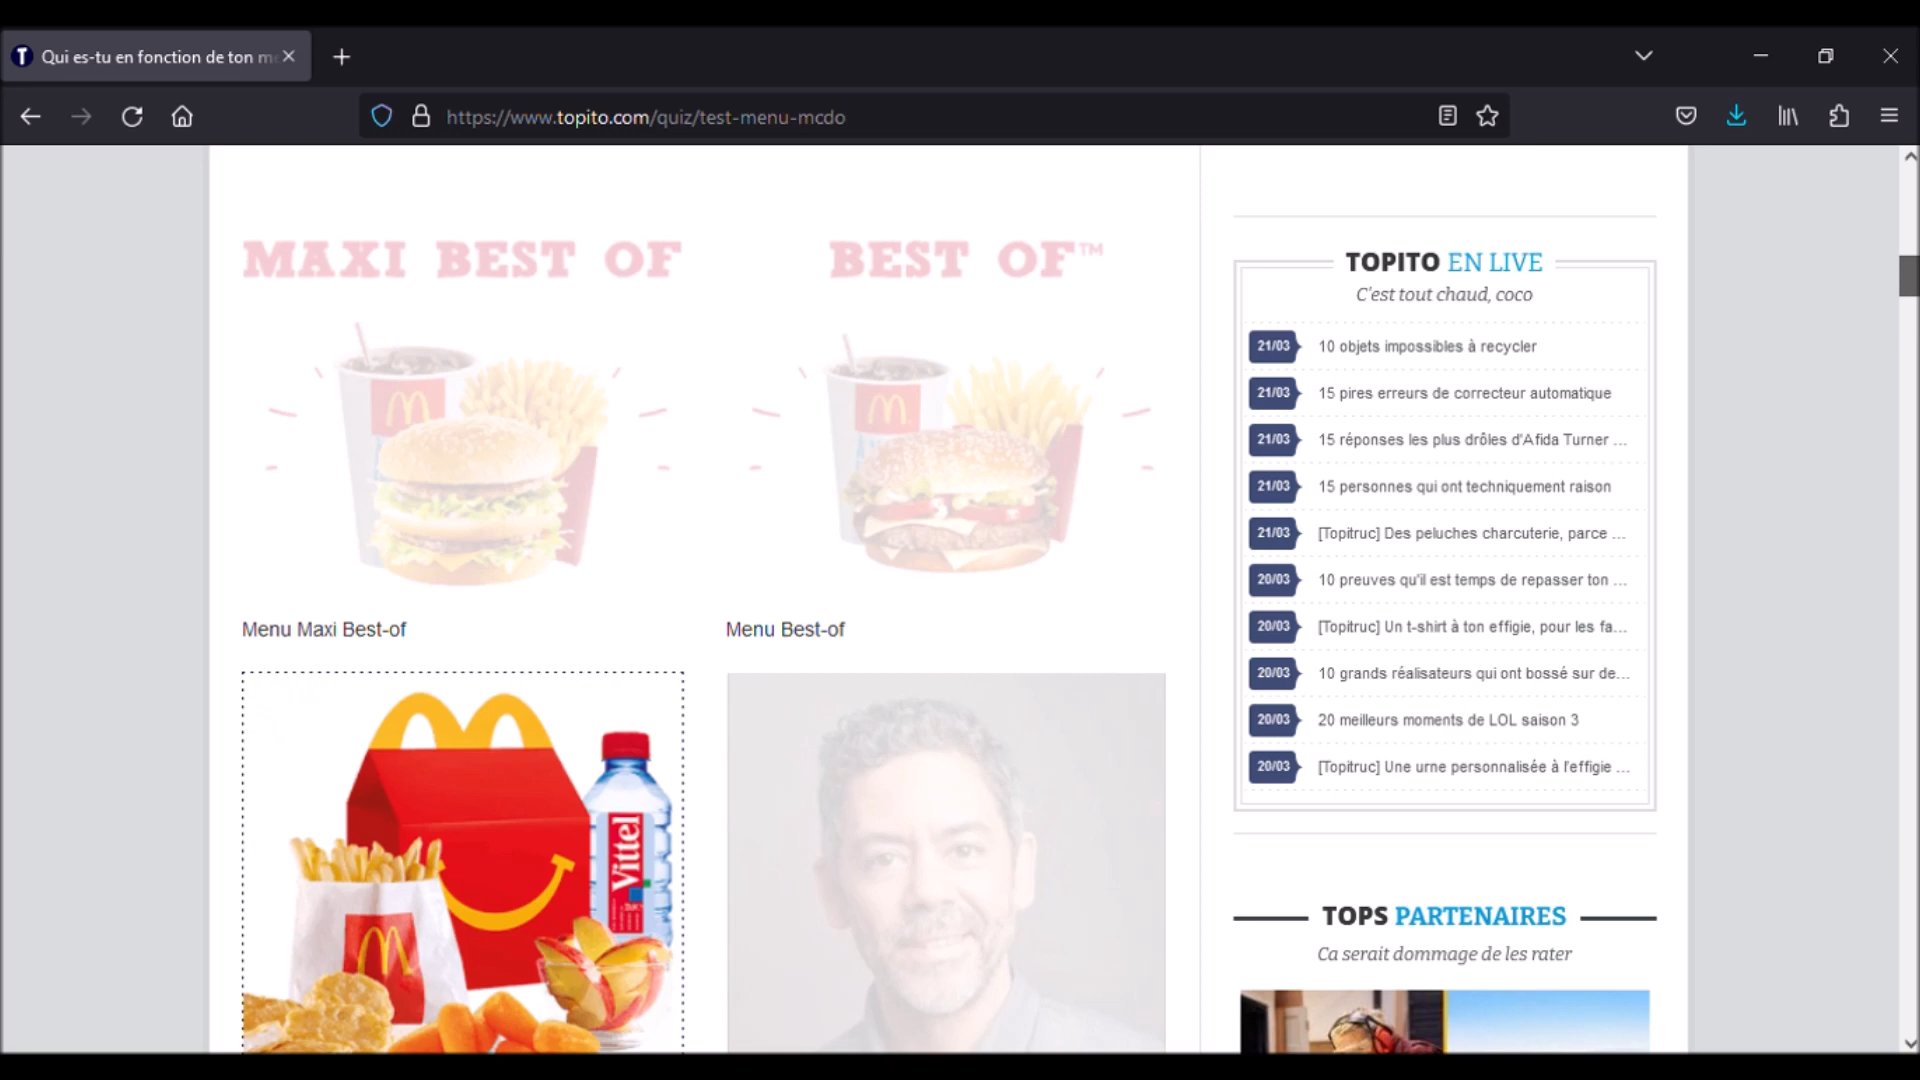 Qui es-tu en fonction de ton me
https://www.topito.com/quiz/test-menu-mcdo
MAXI BEST OF
BEST OF™
Menu Maxi Best-of
Menu Best-of
Vittel
TOPITO EN LIVE
C'est tout chaud, coco
21/03 10 objets impossibles à recycler
21/03 15 pires erreurs de correcteur automatique
21/03 15 réponses les plus drôles d'Afida Turner ...
21/03 15 personnes qui ont techniquement raison
21/03 [Topitruc] Des peluches charcuterie, parce ...
20/03 10 preuves qu'il est temps de repasser ton ...
20/03 [Topitruc] Un t-shirt à ton effigie, pour les fa...
20/03 10 grands réalisateurs qui ont bossé sur de...
20/03 20 meilleurs moments de LOL saison 3
20/03 [Topitruc] Une urne personnalisée à l'effigie ...
TOPS PARTENAIRES
Ca serait dommage de les rater